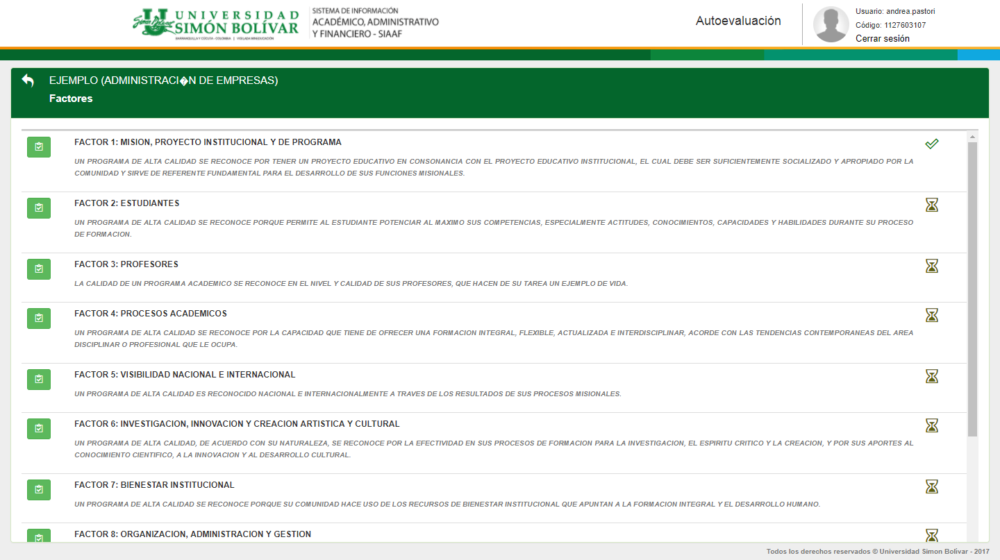 UNIVERSIDAD
SIMÓN BOLÍVAR
BARRANQUILLA Y CÚCUTA - COLOMBIA | VIGILADA MINEDUCACIÓN
SISTEMA DE INFORMACIÓN
ACADÉMICO, ADMINISTRATIVO
Y FINANCIERO - SIAAF
Autoevaluación
Usuario: andrea.pastori
Código: 1127603107
Cerrar sesión
EJEMPLO (ADMINISTRACI�N DE EMPRESAS)
Factores
FACTOR 1: MISION, PROYECTO INSTITUCIONAL Y DE PROGRAMA
UN PROGRAMA DE ALTA CALIDAD SE RECONOCE POR TENER UN PROYECTO EDUCATIVO EN CONSONANCIA CON EL PROYECTO EDUCATIVO INSTITUCIONAL, EL CUAL DEBE SER SUFICIENTEMENTE SOCIALIZADO Y APROPIADO POR LA
COMUNIDAD Y SIRVE DE REFERENTE FUNDAMENTAL PARA EL DESARROLLO DE SUS FUNCIONES MISIONALES.
FACTOR 2: ESTUDIANTES
UN PROGRAMA DE ALTA CALIDAD SE RECONOCE PORQUE PERMITE AL ESTUDIANTE POTENCIAR AL MAXIMO SUS COMPETENCIAS, ESPECIALMENTE ACTITUDES, CONOCIMIENTOS, CAPACIDADES Y HABILIDADES DURANTE SU PROCESO
DE FORMACION.
FACTOR 3: PROFESORES
LA CALIDAD DE UN PROGRAMA ACADEMICO SE RECONOCE EN EL NIVEL Y CALIDAD DE SUS PROFESORES, QUE HACEN DE SU TAREA UN EJEMPLO DE VIDA.
FACTOR 4: PROCESOS ACADEMICOS
UN PROGRAMA DE ALTA CALIDAD SE RECONOCE POR LA CAPACIDAD QUE TIENE DE OFRECER UNA FORMACION INTEGRAL, FLEXIBLE, ACTUALIZADA E INTERDISCIPLINAR, ACORDE CON LAS TENDENCIAS CONTEMPORANEAS DEL AREA
DISCIPLINAR O PROFESIONAL QUE LE OCUPA.
FACTOR 5: VISIBILIDAD NACIONAL E INTERNACIONAL
UN PROGRAMA DE ALTA CALIDAD ES RECONOCIDO NACIONAL E INTERNACIONALMENTE A TRAVES DE LOS RESULTADOS DE SUS PROCESOS MISIONALES.
FACTOR 6: INVESTIGACION, INNOVACION Y CREACION ARTISTICA Y CULTURAL
UN PROGRAMA DE ALTA CALIDAD, DE ACUERDO CON SU NATURALEZA, SE RECONOCE POR LA EFECTIVIDAD EN SUS PROCESOS DE FORMACION PARA LA INVESTIGACION, EL ESPIRITU CRITICO Y LA CREACION, Y POR SUS APORTES AL
CONOCIMIENTO CIENTIFICO, A LA INNOVACION Y AL DESARROLLO CULTURAL.
FACTOR 7: BIENESTAR INSTITUCIONAL
UN PROGRAMA DE ALTA CALIDAD SE RECONOCE PORQUE SU COMUNIDAD HACE USO DE LOS RECURSOS DE BIENESTAR INSTITUCIONAL QUE APUNTAN A LA FORMACION INTEGRAL Y EL DESARROLLO HUMANO.
FACTOR 8: ORGANIZACION, ADMINISTRACION Y GESTION
Todos los derechos reservados © Universidad Simon Bolivar - 2017